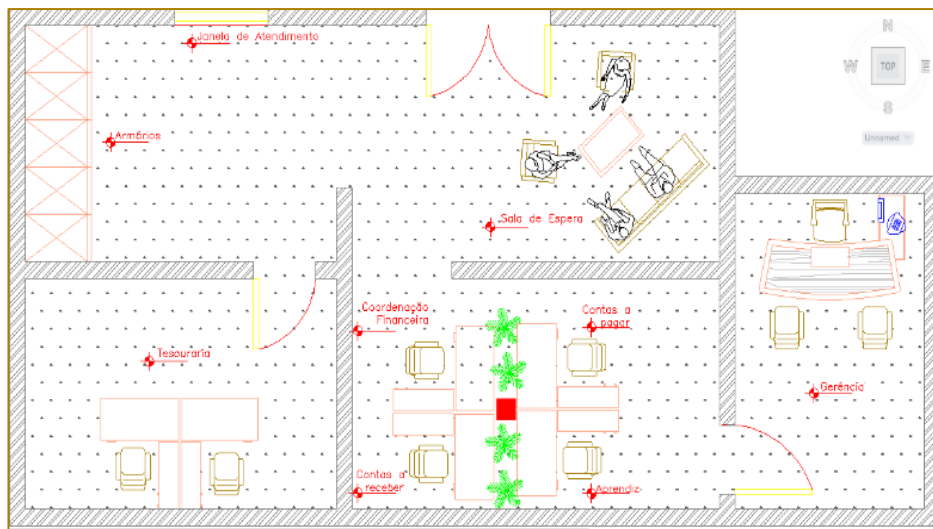 Janela de Atendimento
N
W
TOP
E
S
Unnamed
Armários
Sala de Espera
Coordenação
Financeira
Contas a
pagar
Tesouraria
Gerência
Contas a
receber
Aprendiz